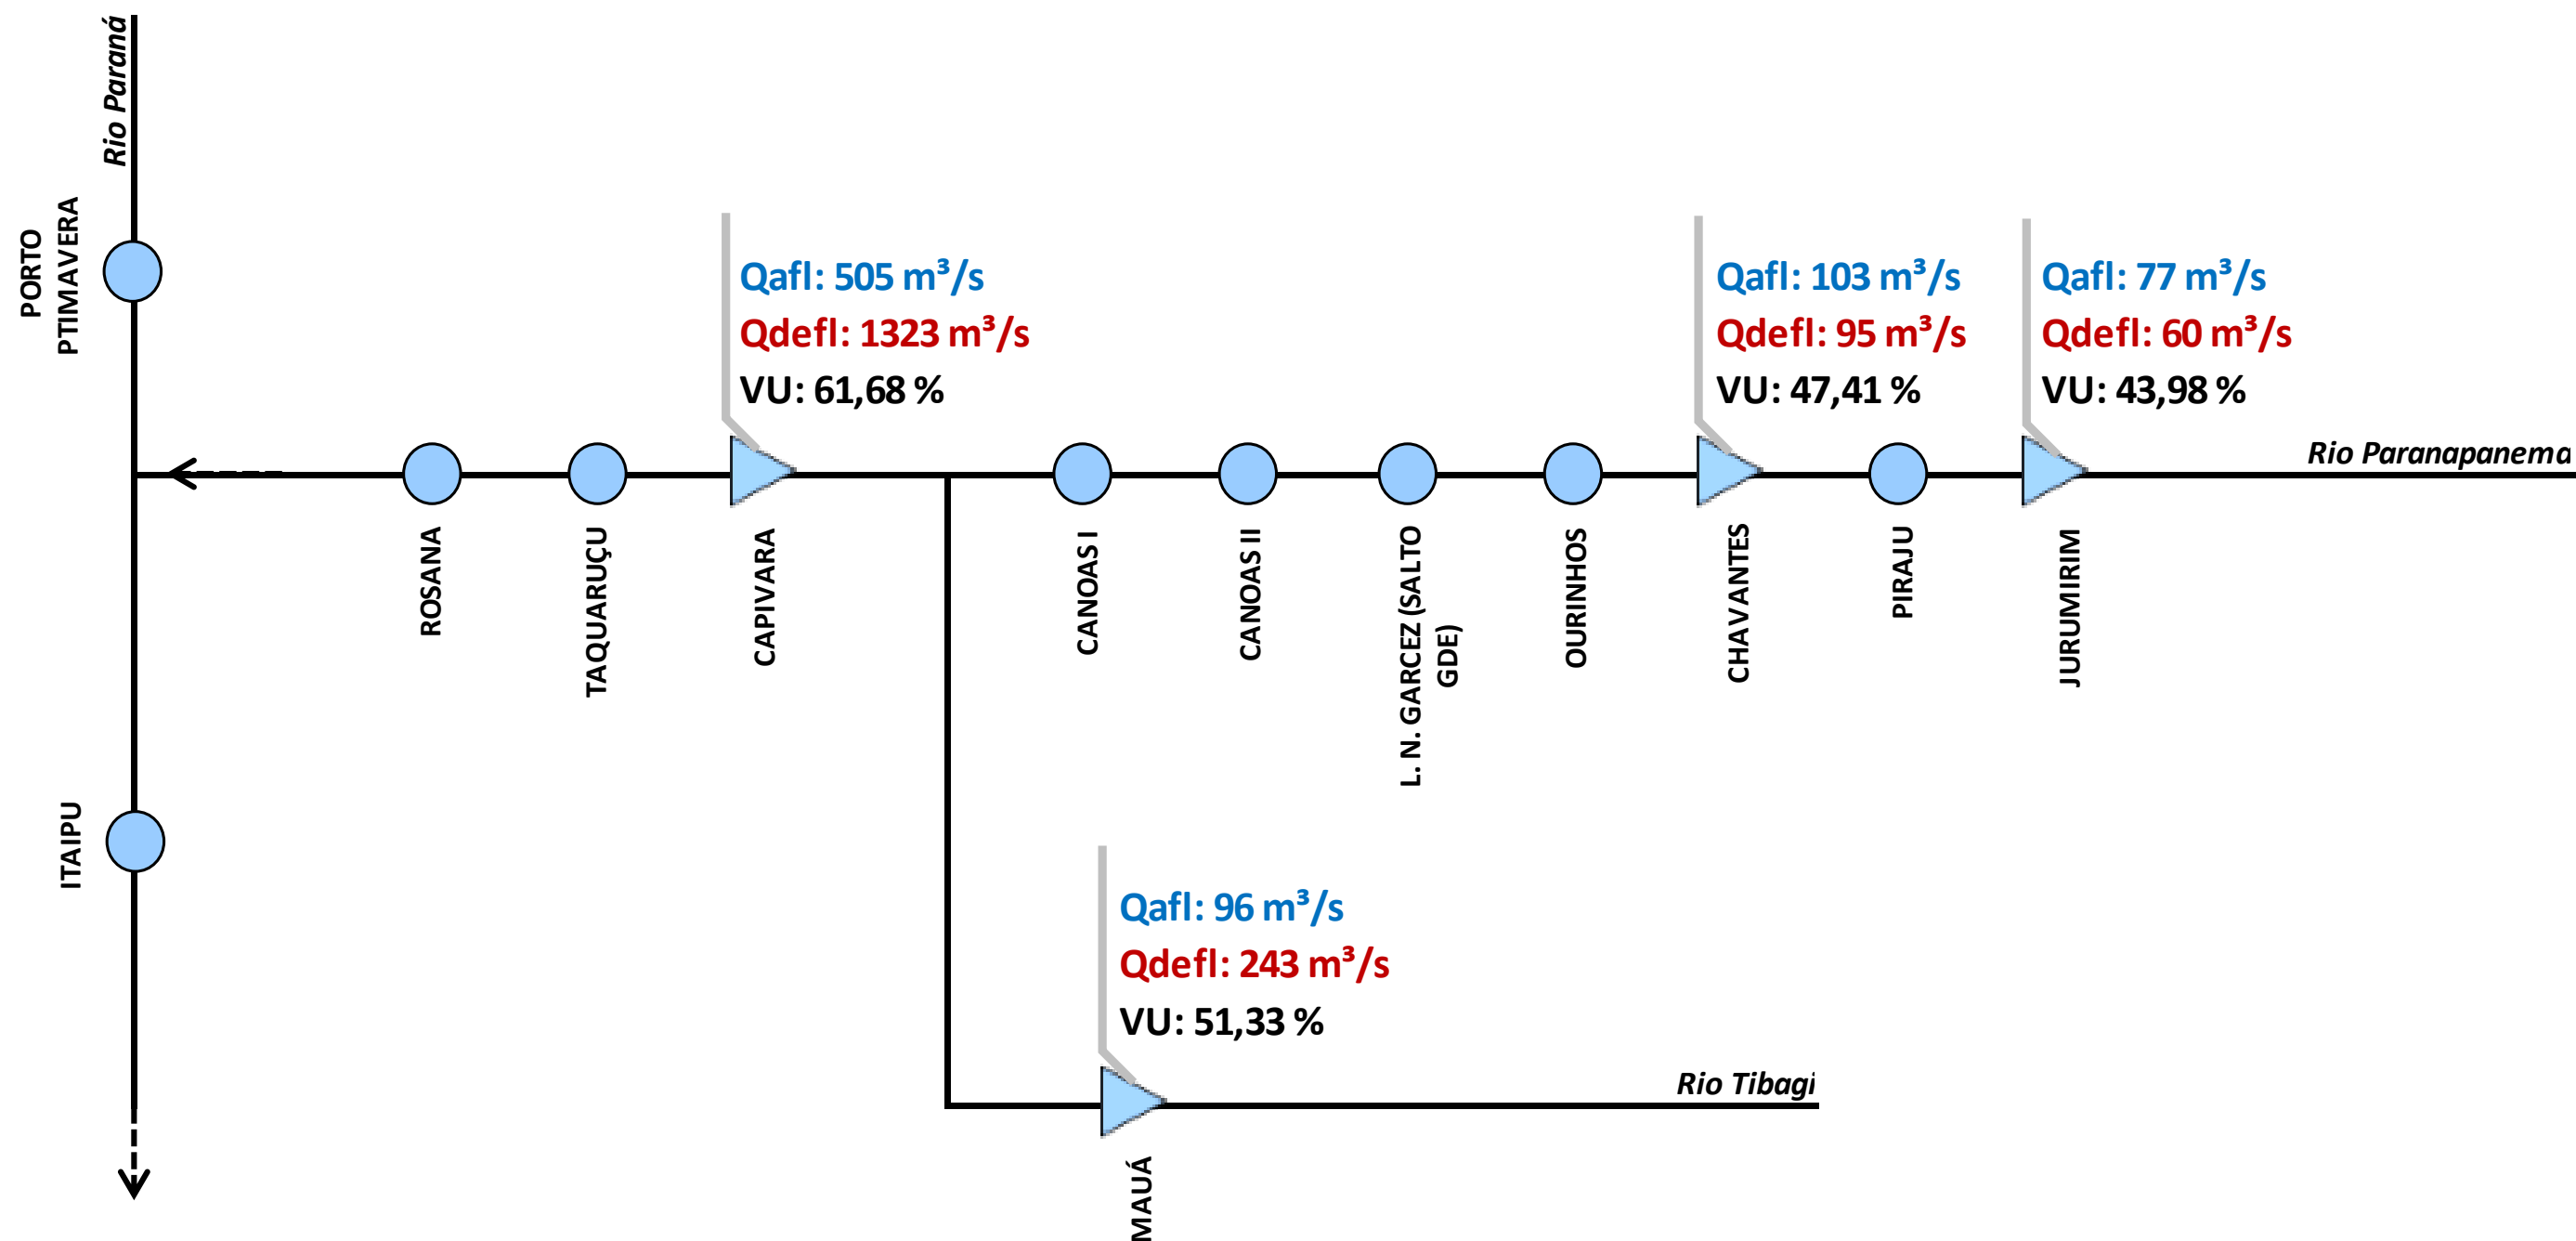 Rio Paraná
PORTO
PTIMAVERA
Qafl: 505 m³/s
Qdefl: 1323 m³/s
VU: 61,68 %
Qafl: 103 m³/s
Qdefl: 95 m³/s
VU: 47,41 %
Qafl: 77 m³/s
Qdefl: 60 m³/s
VU: 43,98 %
Rio Paranapanema
ROSANA
TAQUARUÇU
CAPIVARA
CANOAS I
CANOAS II
L. N. GARCEZ (SALTO
GDE)
OURINHOS
CHAVANTES
PIRAJU
JURUMIRIM
ITAIPU
Qafl: 96 m³/s
Qdefl: 243 m³/s
VU: 51,33 %
Rio Tibagi
MAUÁ